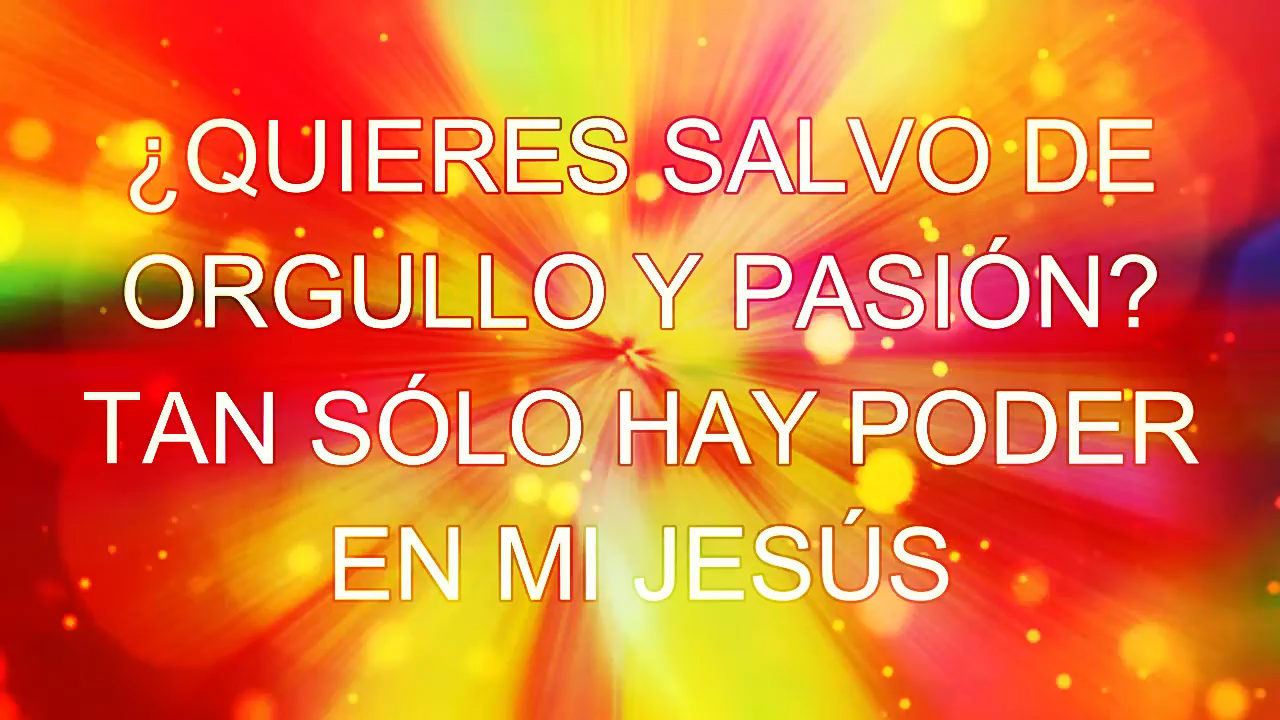 ¿QUIERES SALVO DE
ORGULLO Y PASIÓN?
TAN SÓLO HAY PODER
EN MI JESÚS